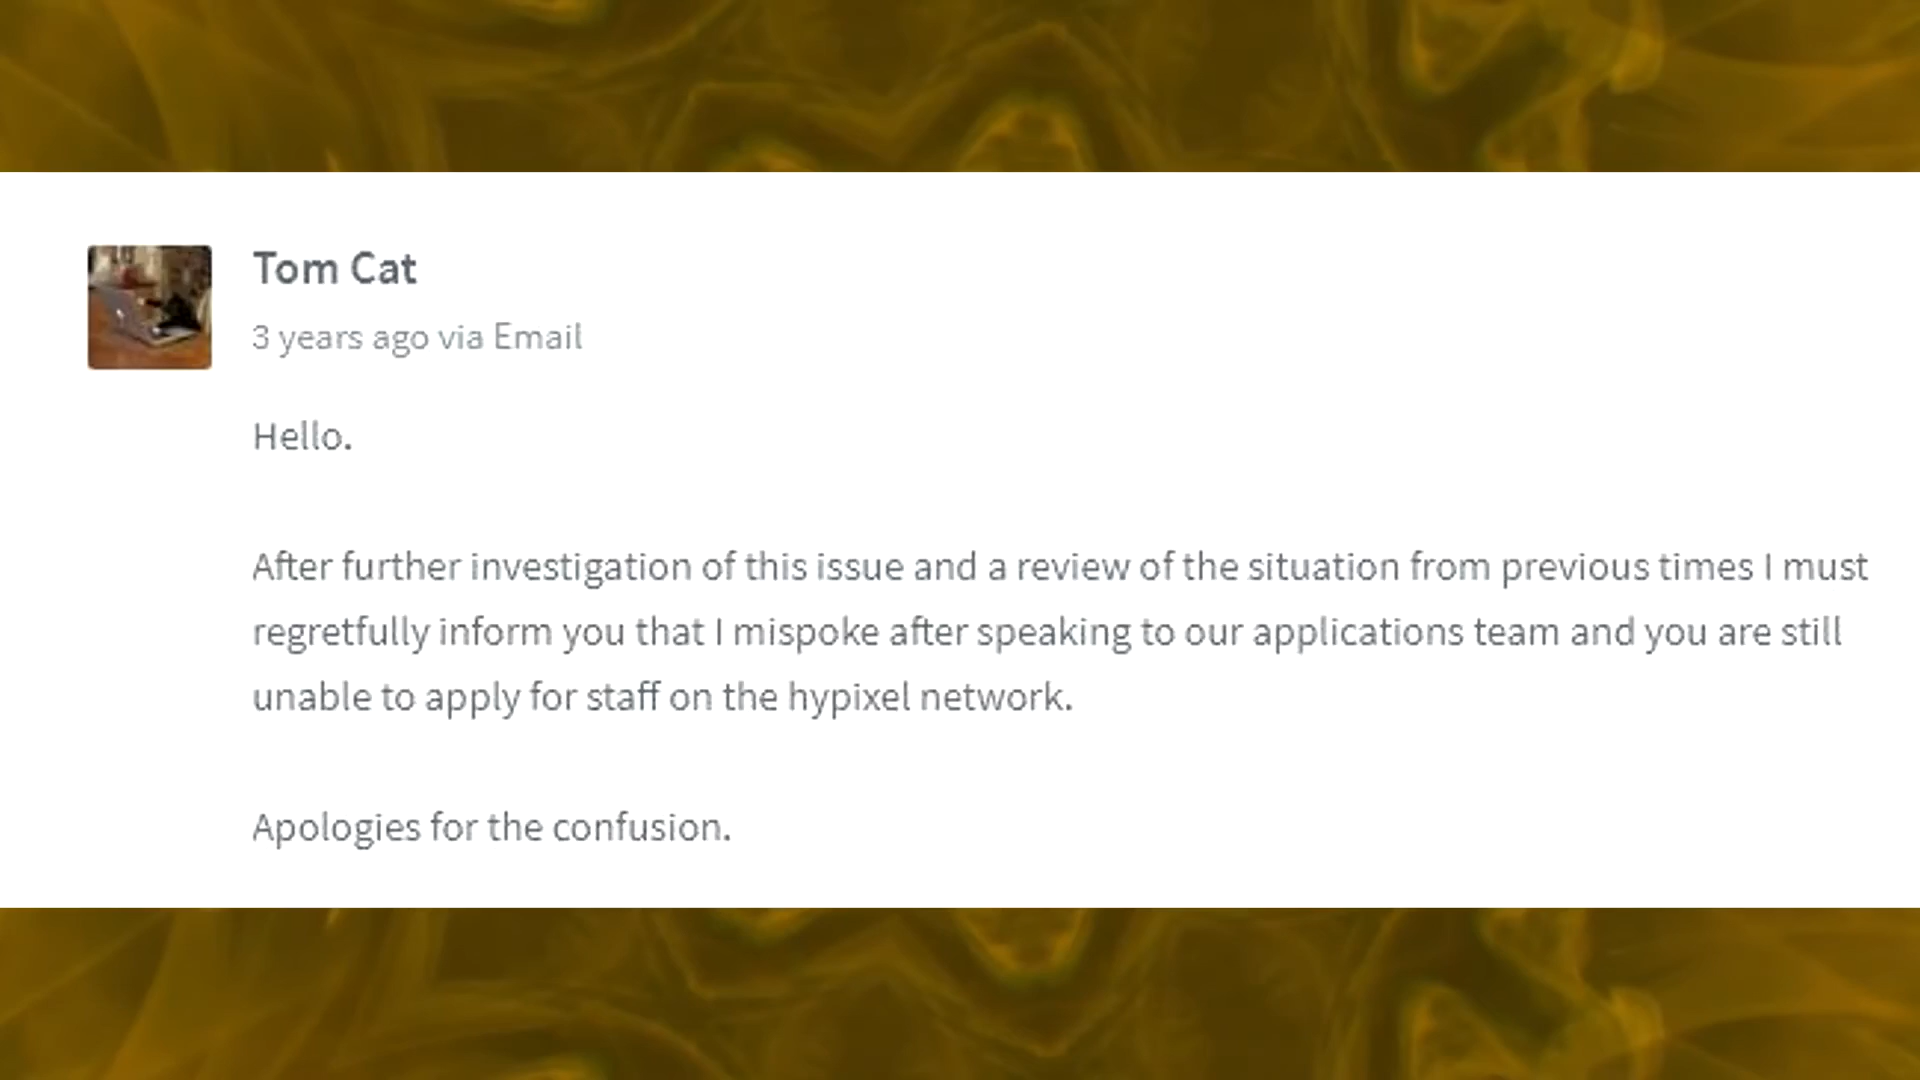 Tom Cat
3 years ago via Email
Hello.
After further investigation of this issue and a review of the situation from previous times I must
regretfully inform you that I mispoke after speaking to our applications team and you are still
unable to apply for staff on the hypixel network.
Apologies for the confusion.